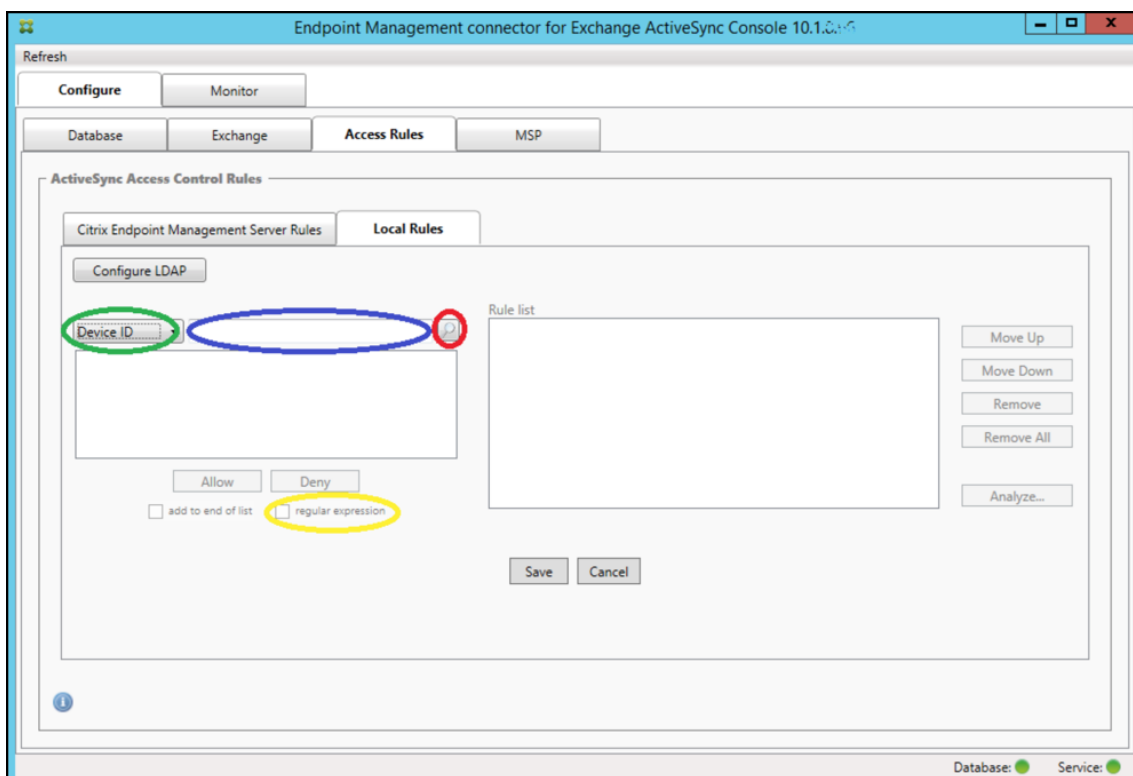 Endpoint Management connector for Exchange ActiveSync Console 10.1.
Refresh
Configure Monitor
Database Exchange Access Rules MSP
ActiveSync Access Control Rules
Citrix Endpoint Management Server Rules Local Rules
Configure LDAP
Rule list
Device ID
Move Up
Move Down
Remove
Remove All
Allow Deny
Analyze...
add to end of list regular expression
Save Cancel
Database: Service: